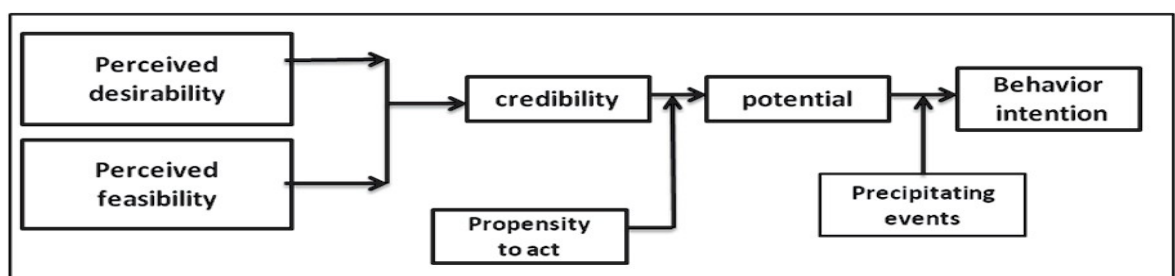 Perceived
desirability
Perceived
feasibility
credibility
potential
Behavior
intention
Propensity
to act
Precipitating
events